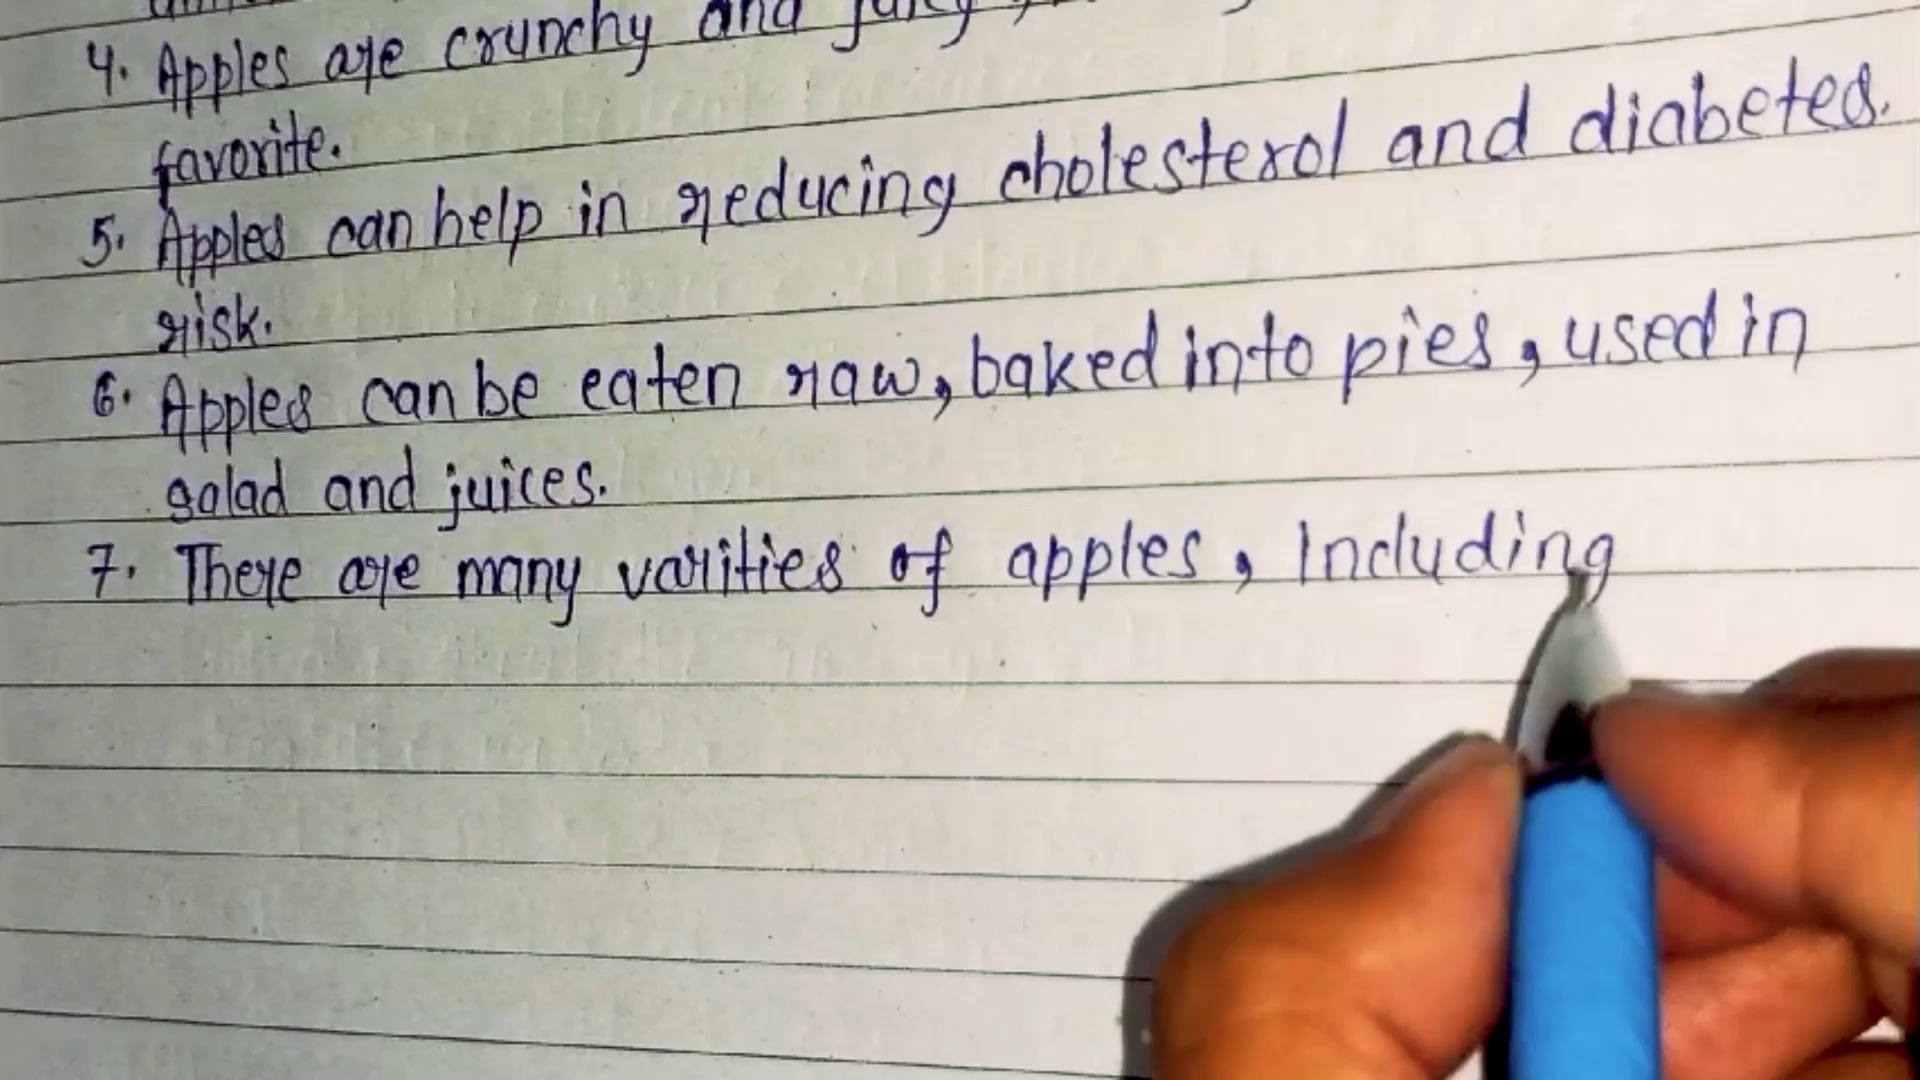 4. Apples are crunchy and juicy,
favorite.
5. Apples can help in reducing cholesterol and diabetes.
risk.
6. Apples can be eaten raw, baked into pies, used in
salad and juices.
7. There are many varities of apples, Including